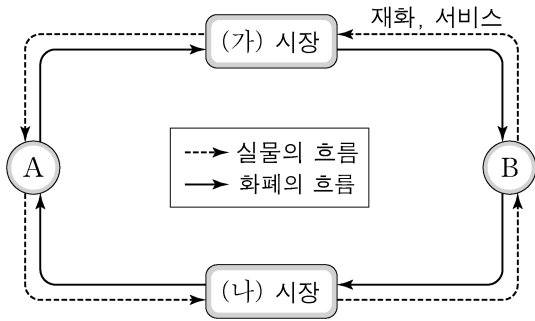 재화, 서비스
(가) 시장
A
B
실물의 흐름
화폐의 흐름
(나) 시장